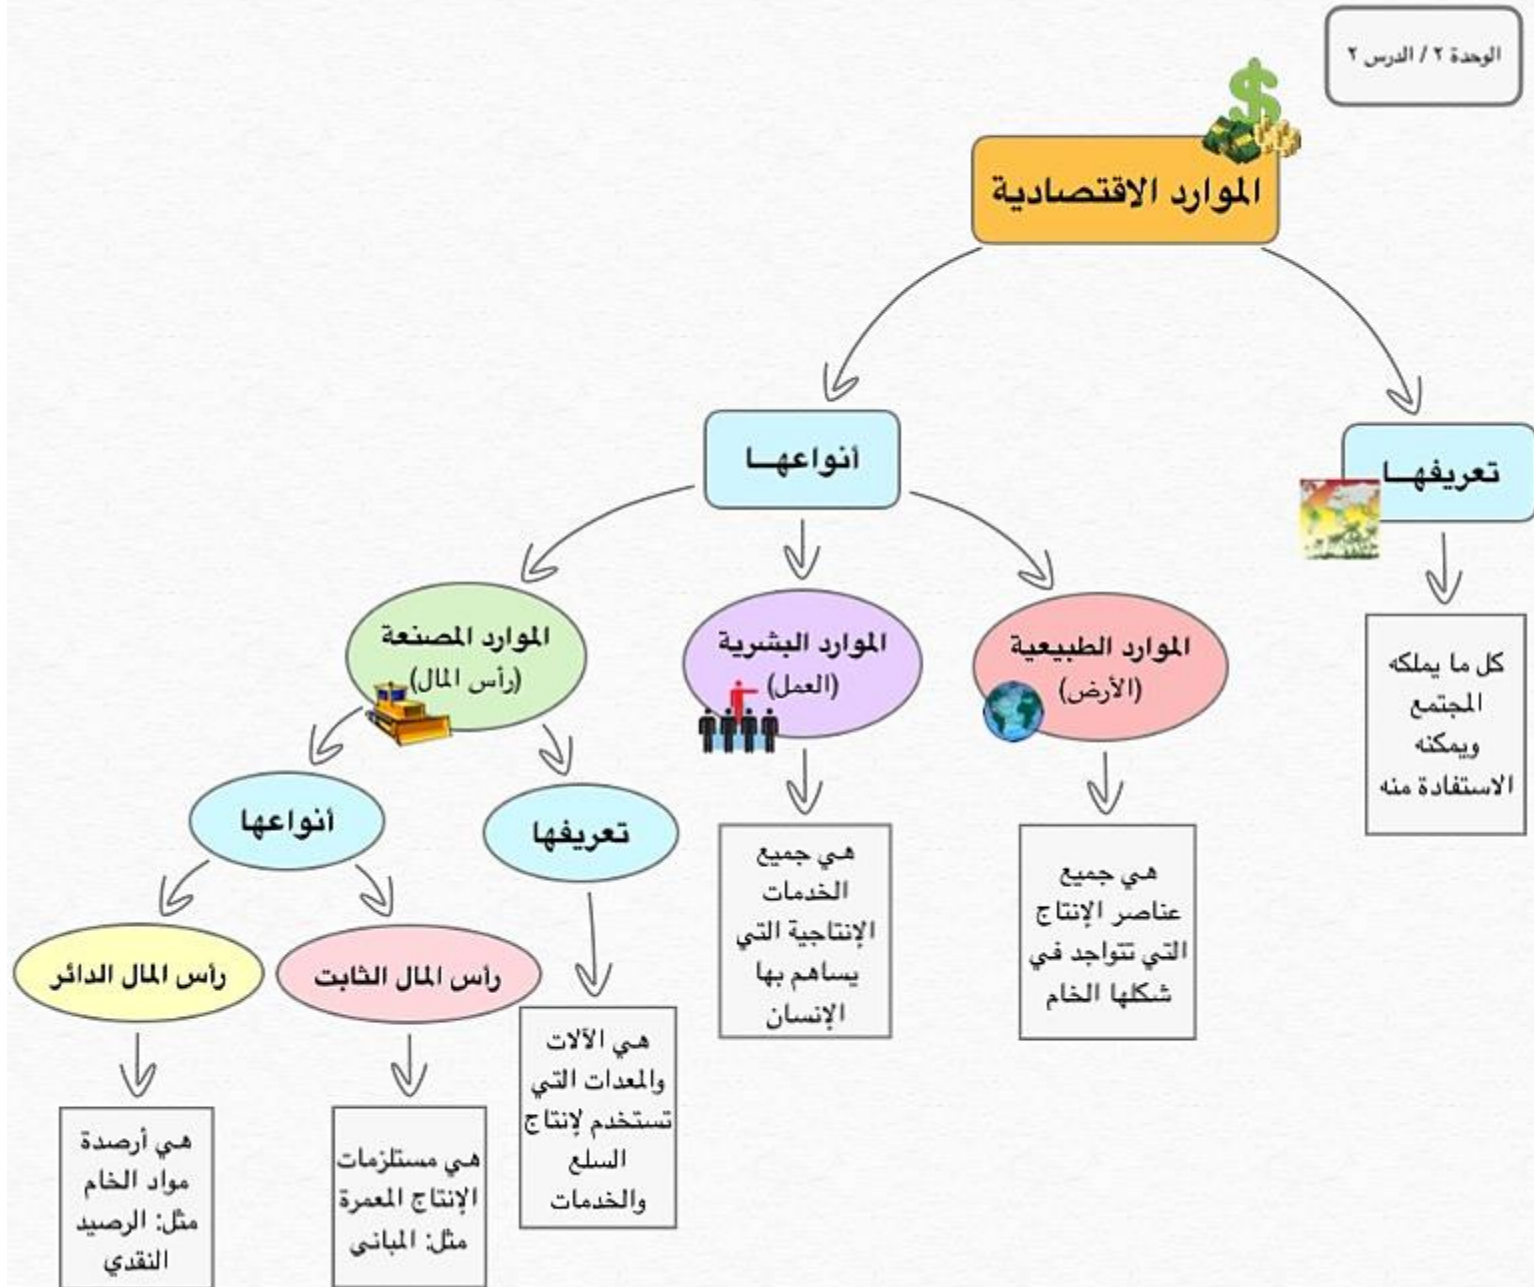 الوحدة ٢ / الدرس ٢
الموارد الاقتصادية
تعريفهـا
كل ما يملكه
المجتمع
ويمكنه
الاستفادة منه
أنواعهـا
الموارد الطبيعية
(الأرض)
هي جميع
عناصر الإنتاج
التي تتواجد في
شكلها الخام
الموارد البشرية
(العمل)
هي جميع
الخدمات
الإنتاجية التي
يساهم بها
الإنسان
الموارد المصنعة
(رأس المال)
تعريفها
هي الآلات
والمعدات التي
تستخدم لإنتاج
السلع
والخدمات
أنواعها
رأس المال الثابت
هي مستلزمات
الإنتاج المعمرة
مثل: المباني
رأس المال الدائر
هي أرصدة
مواد الخام
مثل: الرصيد
النقدي